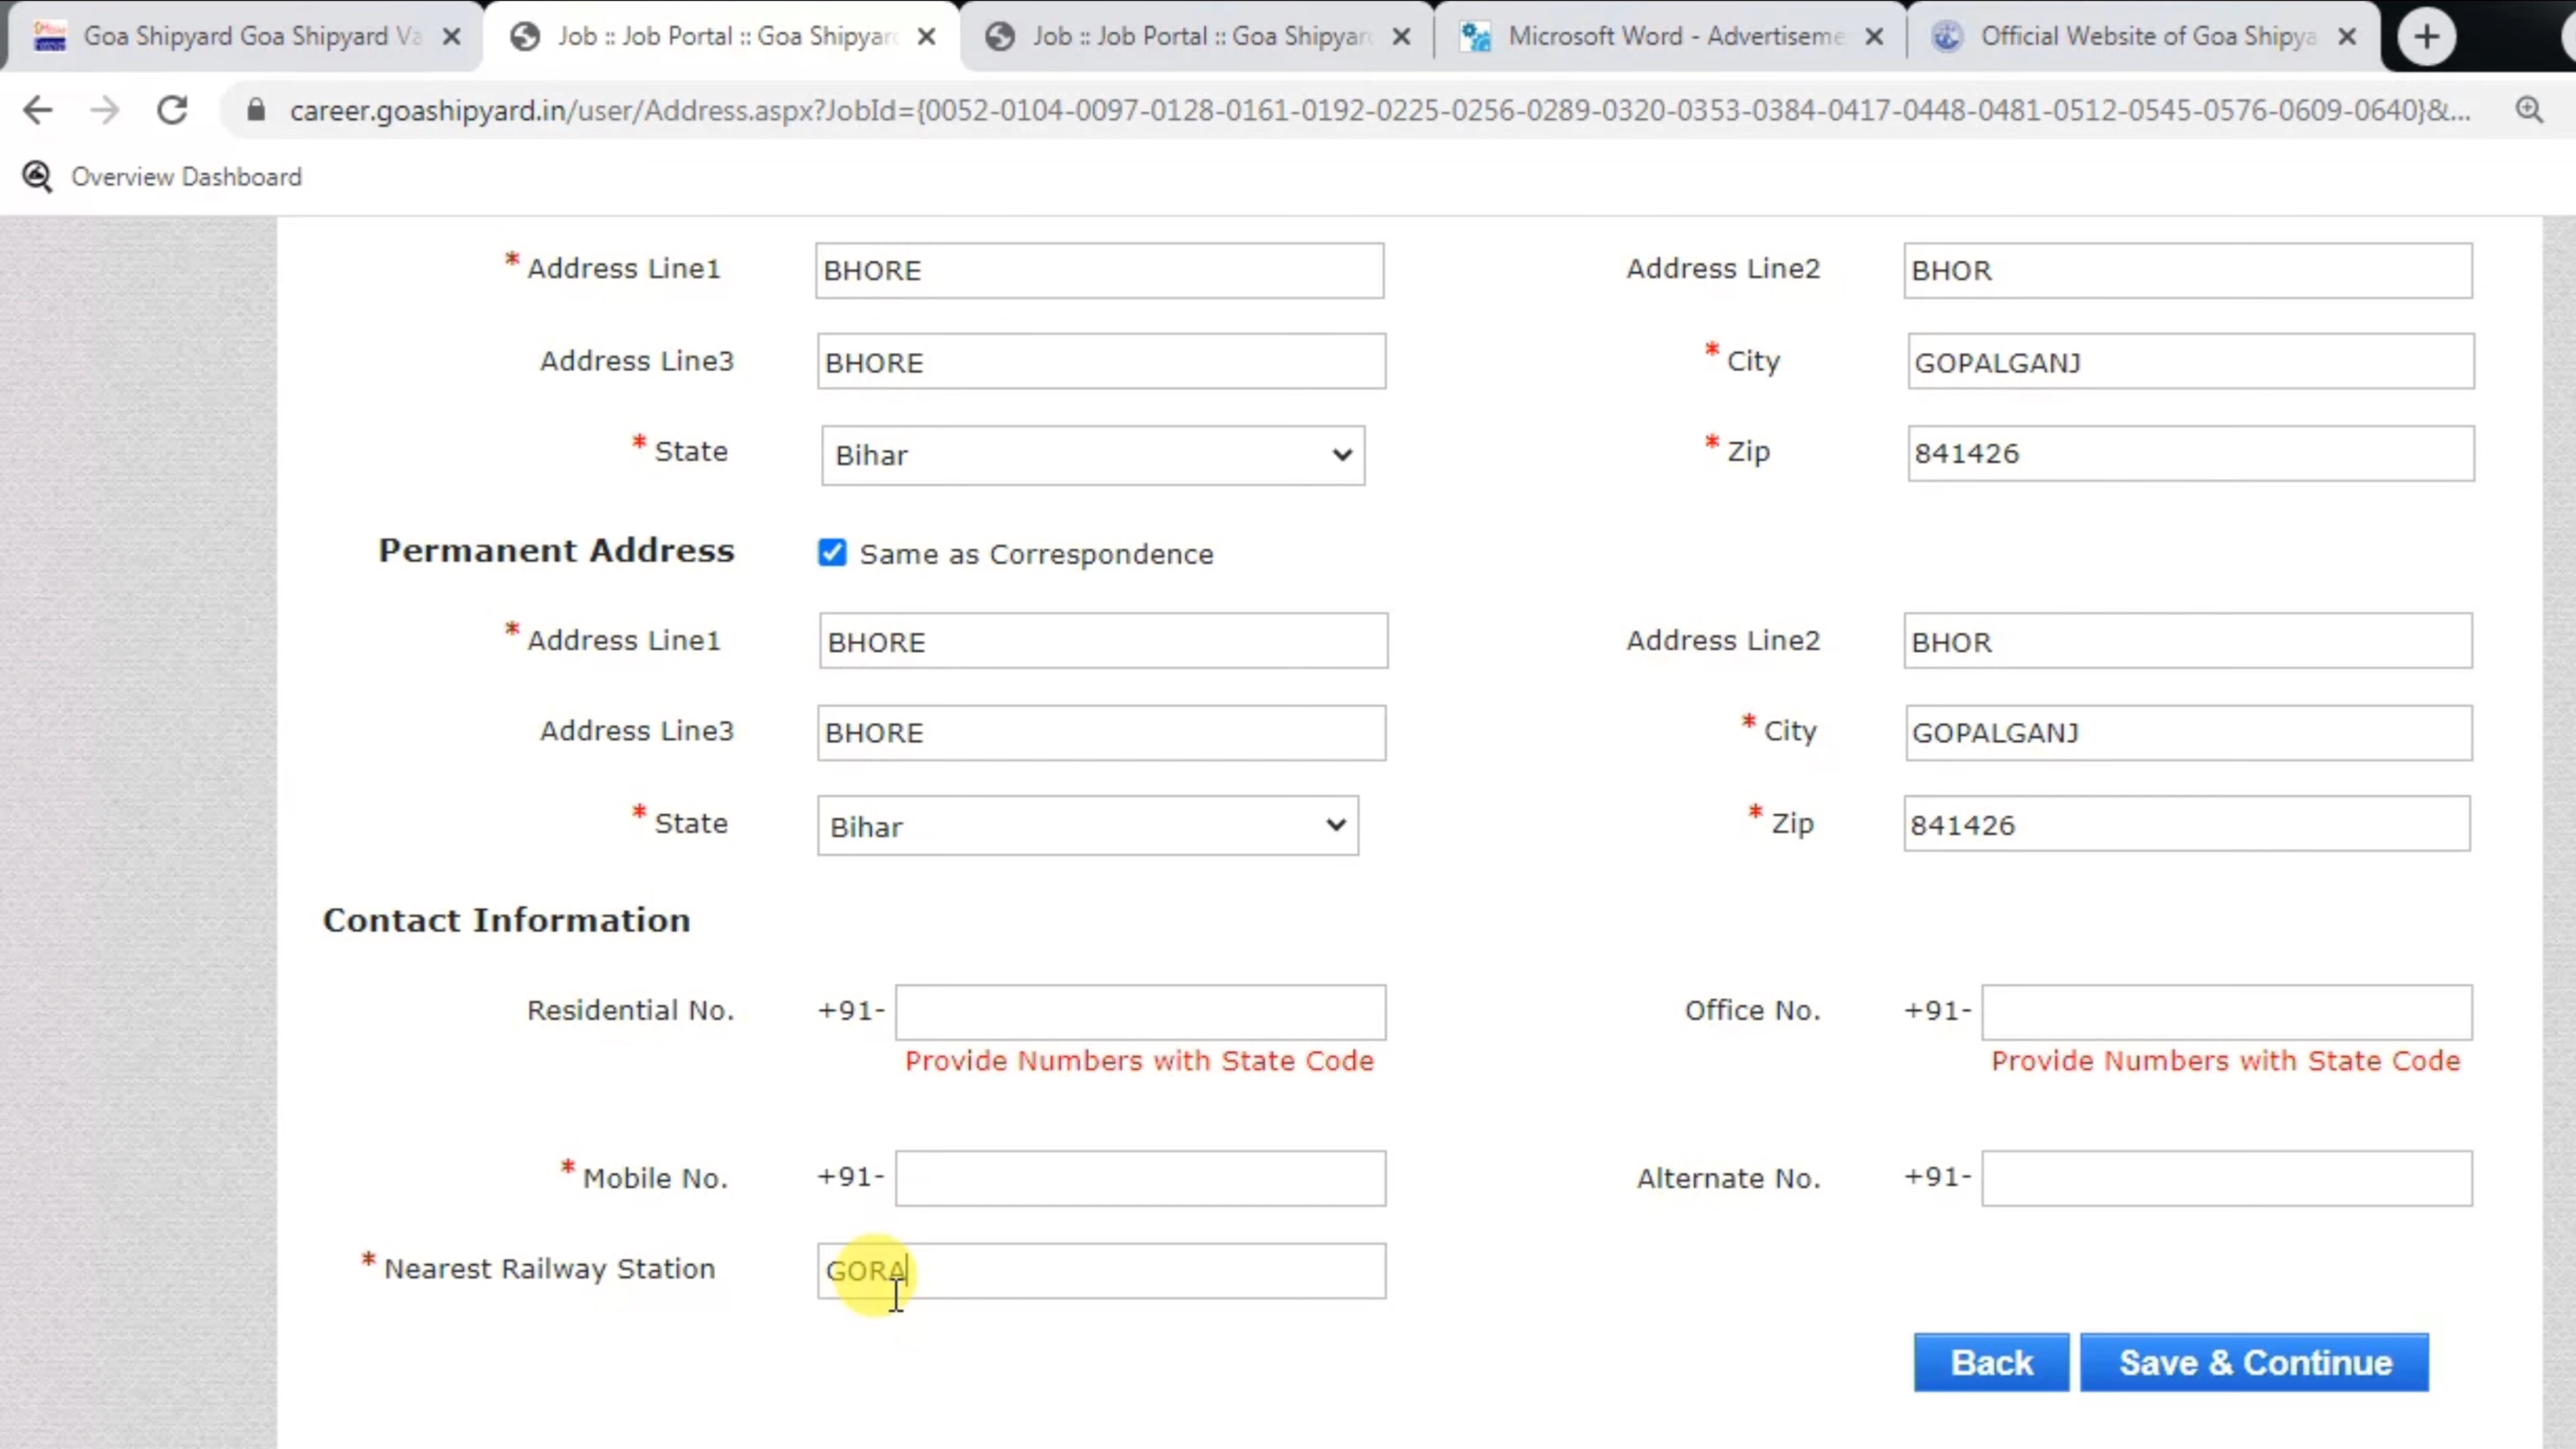 Goa Shipyard Goa Shipyard Va
Job :: Job Portal :: Goa Shipyar
Job :: Job Portal :: Goa Shipyar
Microsoft Word - Advertiseme
Official Website of Goa Shipya
career.goashipyard.in/user/Address.aspx?JobId={0052-0104-0097-0128-0161-0192-0225-0256-0289-0320-0353-0384-0417-0448-0481-0512-0545-0576-0609-0640}&...
Overview Dashboard
* Address Line1 BHORE Address Line2 BHOR
Address Line3 BHORE * City GOPALGANJ
* State Bihar * Zip 841426
Permanent Address Same as Correspondence
* Address Line1 BHORE Address Line2 BHOR
Address Line3 BHORE * City GOPALGANJ
* State Bihar * Zip 841426
Contact Information
Residential No. +91- Office No. +91-
Provide Numbers with State Code Provide Numbers with State Code
* Mobile No. +91- Alternate No. +91-
* Nearest Railway Station GORA
Back Save & Continue